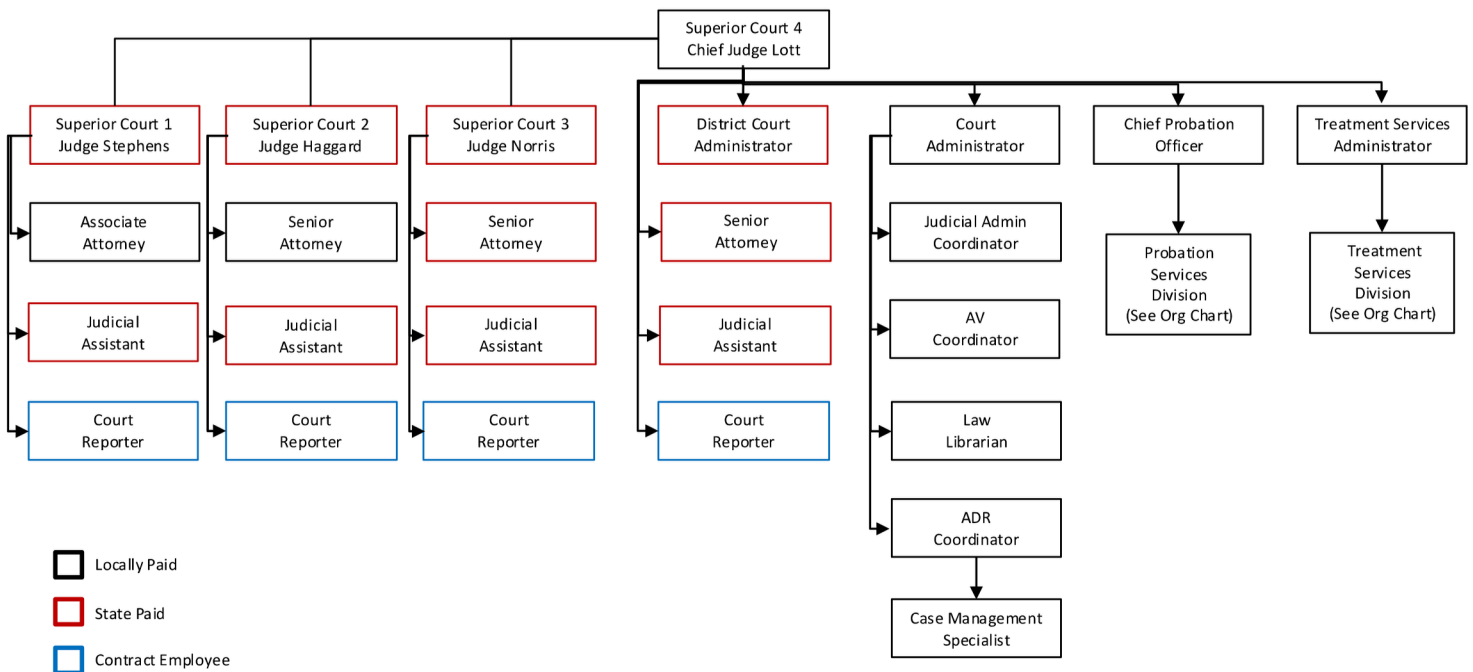 Superior Court 4
Chief Judge Lott
Superior Court 1
Judge Stephens
Superior Court 2
Judge Haggard
Superior Court 3
Judge Norris
District Court
Administrator
Court
Administrator
Chief Probation
Officer
Treatment Services
Administrator
Associate
Attorney
Senior
Attorney
Senior
Attorney
Senior
Attorney
Judicial Admin
Coordinator
Probation
Services
Division
(See Org Chart)
Treatment
Services
Division
(See Org Chart)
Judicial
Assistant
Judicial
Assistant
Judicial
Assistant
Judicial
Assistant
AV
Coordinator
Court
Reporter
Court
Reporter
Court
Reporter
Court
Reporter
Law
Librarian
ADR
Coordinator
Case Management
Specialist
Locally Paid
State Paid
Contract Employee